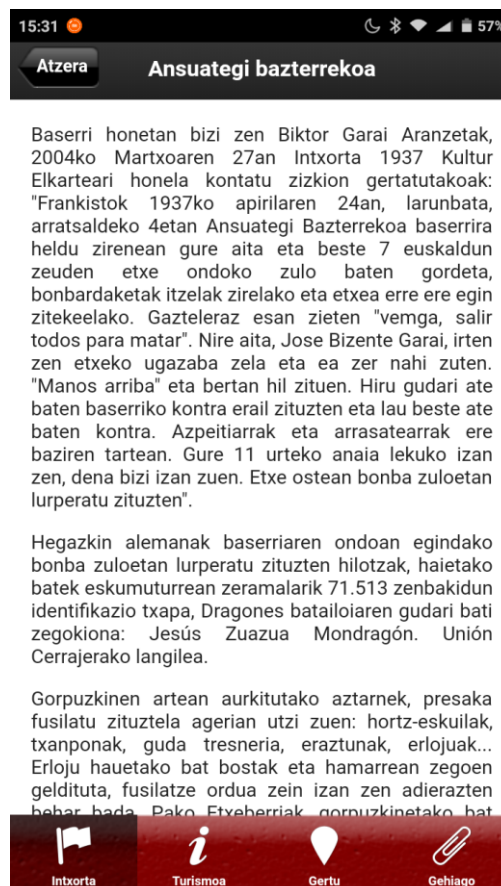 15:31
57%
Atzera
Ansuategi bazterrekoa
Baserri honetan bizi zen Biktor Garai Aranzetak,
2004ko Martxoaren 27an Intxorta 1937 Kultur
Elkarteari honela kontatu zizkion gertatutakoak:
"Frankistok 1937ko apirilaren 24an, larunbata,
arratsaldeko 4etan Ansuategi Bazterrekoa baserrira
heldu zirenean gure aita eta beste 7 euskaldun
zeuden etxe ondoko zulo baten gordeta,
bonbardaketak itzelak zirelako eta etxea erre ere egin
zitekeelako. Gazteleraz esan zieten "vemga, salir
todos para matar". Nire aita, Jose Bizente Garai, irten
zen etxeko ugazaba zela eta ea zer nahi zuten.
"Manos arriba" eta bertan hil zituen. Hiru gudari ate
baten baserriko kontra erail zituzten eta lau beste ate
baten kontra. Azpeitiarrak eta arrasatearrak ere
baziren tartean. Gure 11 urteko anaia lekuko izan
zen, dena bizi izan zuen. Etxe ostean bonba zuloetan
lurperatu zituzten".
Hegazkin alemanak baserriaren ondoan egindako
bonba zuloetan lurperatu zituzten hilotzak, haietako
batek eskumuturrean zeramalarik 71.513 zenbakidun
identifikazio txapa, Dragones batailoiaren gudari bati
zegokiona: Jesús Zuazua Mondragón. Unión
Cerrajerako langilea.
Gorpuzkinen artean aurkitutako aztarnek, presaka
fusilatu zituztela agerian utzi zuen: hortz-eskuilak,
txanponak, guda tresneria, eraztunak, erlojuak...
Erloju hauetako bat bostak eta hamarrean zegoen
geldituta, fusilatze ordua zein izan zen adierazten
behar bada. Pako Etxeberriak, gorpuzkinetako bat
Intxorta
Turismoa
Gertu
Gehiago